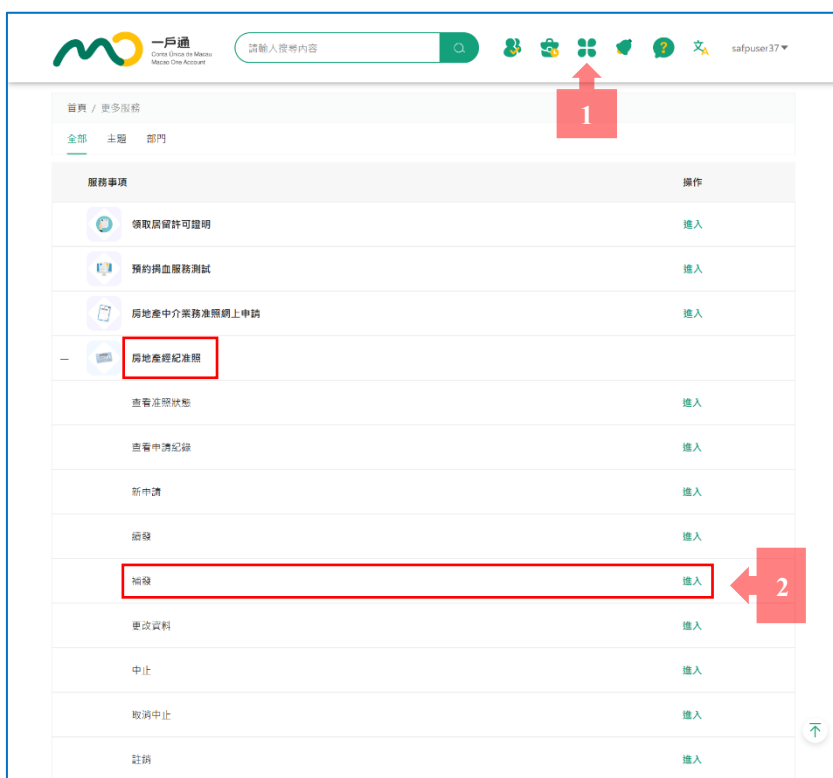 一戶通
Conta Única de Macau
Macao One Account
請輸入搜尋內容
safpuser37
1
首頁 / 更多服務
全部 主題 部門
服務事項 操作
領取居留許可證明 進入
預約捐血服務測試 進入
房地產中介業務准照網上申請 進入
房地產經紀准照
查看准照狀態 進入
查看申請紀錄 進入
新申請 進入
續發 進入
補發 進入
2
更改資料 進入
中止 進入
取消中止 進入
註銷 進入